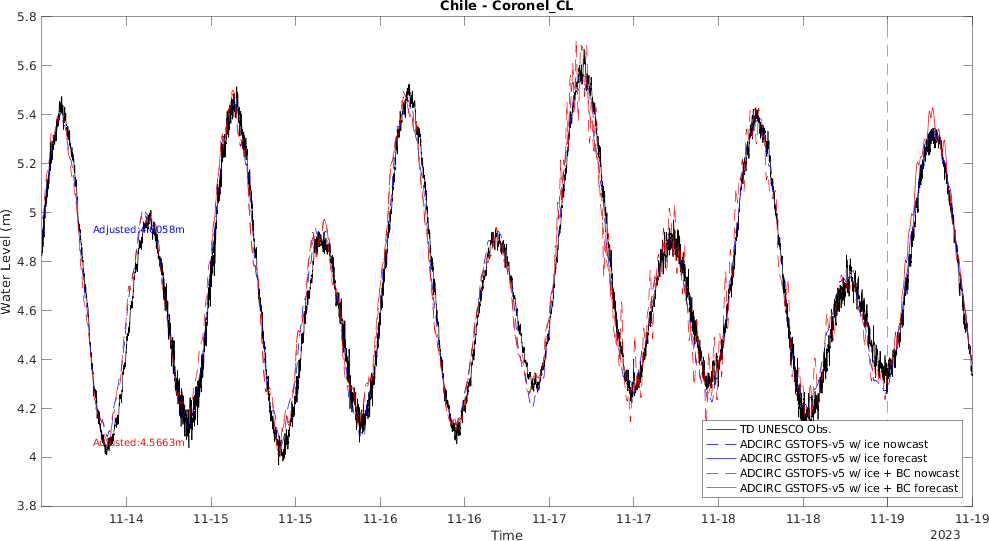 Chile - Coronel_CL
5.8
5.6
5.4
5.2
5
4.8
4.6
4.4
4.2
4
3.8
Water Level (m)
Adjusted:4.6058m
Adjusted:4.5663m
TD UNESCO Obs.
ADCIRC GSTOFS-v5 w/ ice nowcast
ADCIRC GSTOFS-v5 w/ ice forecast
ADCIRC GSTOFS-v5 w/ ice + BC nowcast
ADCIRC GSTOFS-v5 w/ ice + BC forecast
11-14 11-15 11-15 11-16 11-16 11-17 11-17 11-18 11-18 11-19 11-19
Time
2023